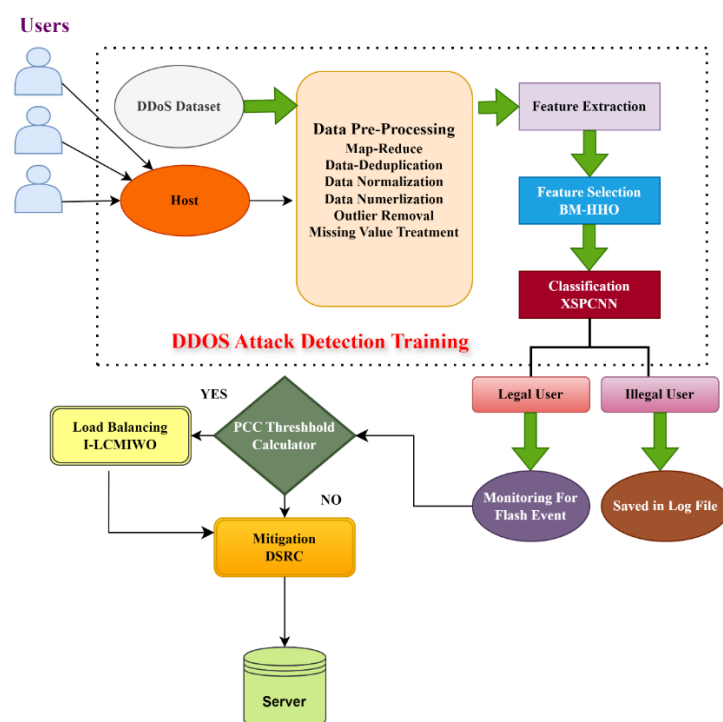 Users
DDoS Dataset
Host
Data Pre-Processing
Map-Reduce
Data-Deduplication
Data Normalization
Data Numerlization
Outlier Removal
Missing Value Treatment
Feature Extraction
Feature Selection
BM-HHO
Classification
XSPCNN
DDOS Attack Detection Training
Legal User
Illegal User
YES
Load Balancing
I-LCMIWO
PCC Threshhold
Calculator
NO
Monitoring For
Flash Event
Saved in Log File
Mitigation
DSRC
Server